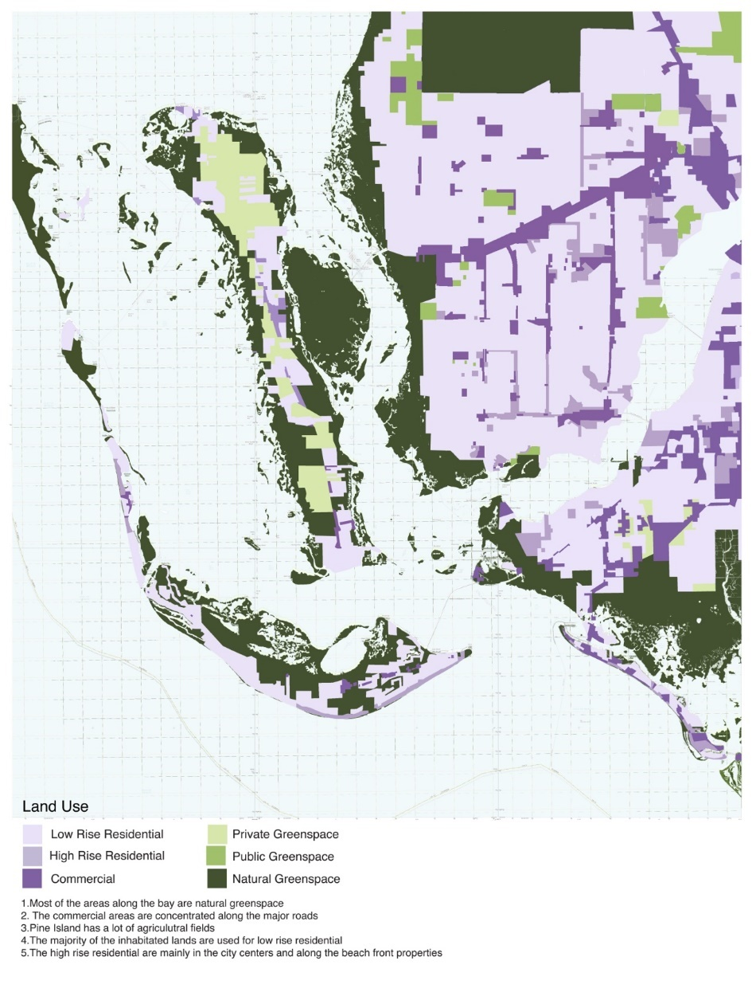 Land Use
Low Rise Residential
Private Greenspace
High Rise Residential
Public Greenspace
Commercial
Natural Greenspace
1.Most of the areas along the bay are natural greenspace
2. The commercial areas are concentrated along the major roads
3.Pine Island has a lot of agriculutral fields
4.The majority of the inhabitated lands are used for low rise residential
5.The high rise residential are mainly in the city centers and along the beach front properties